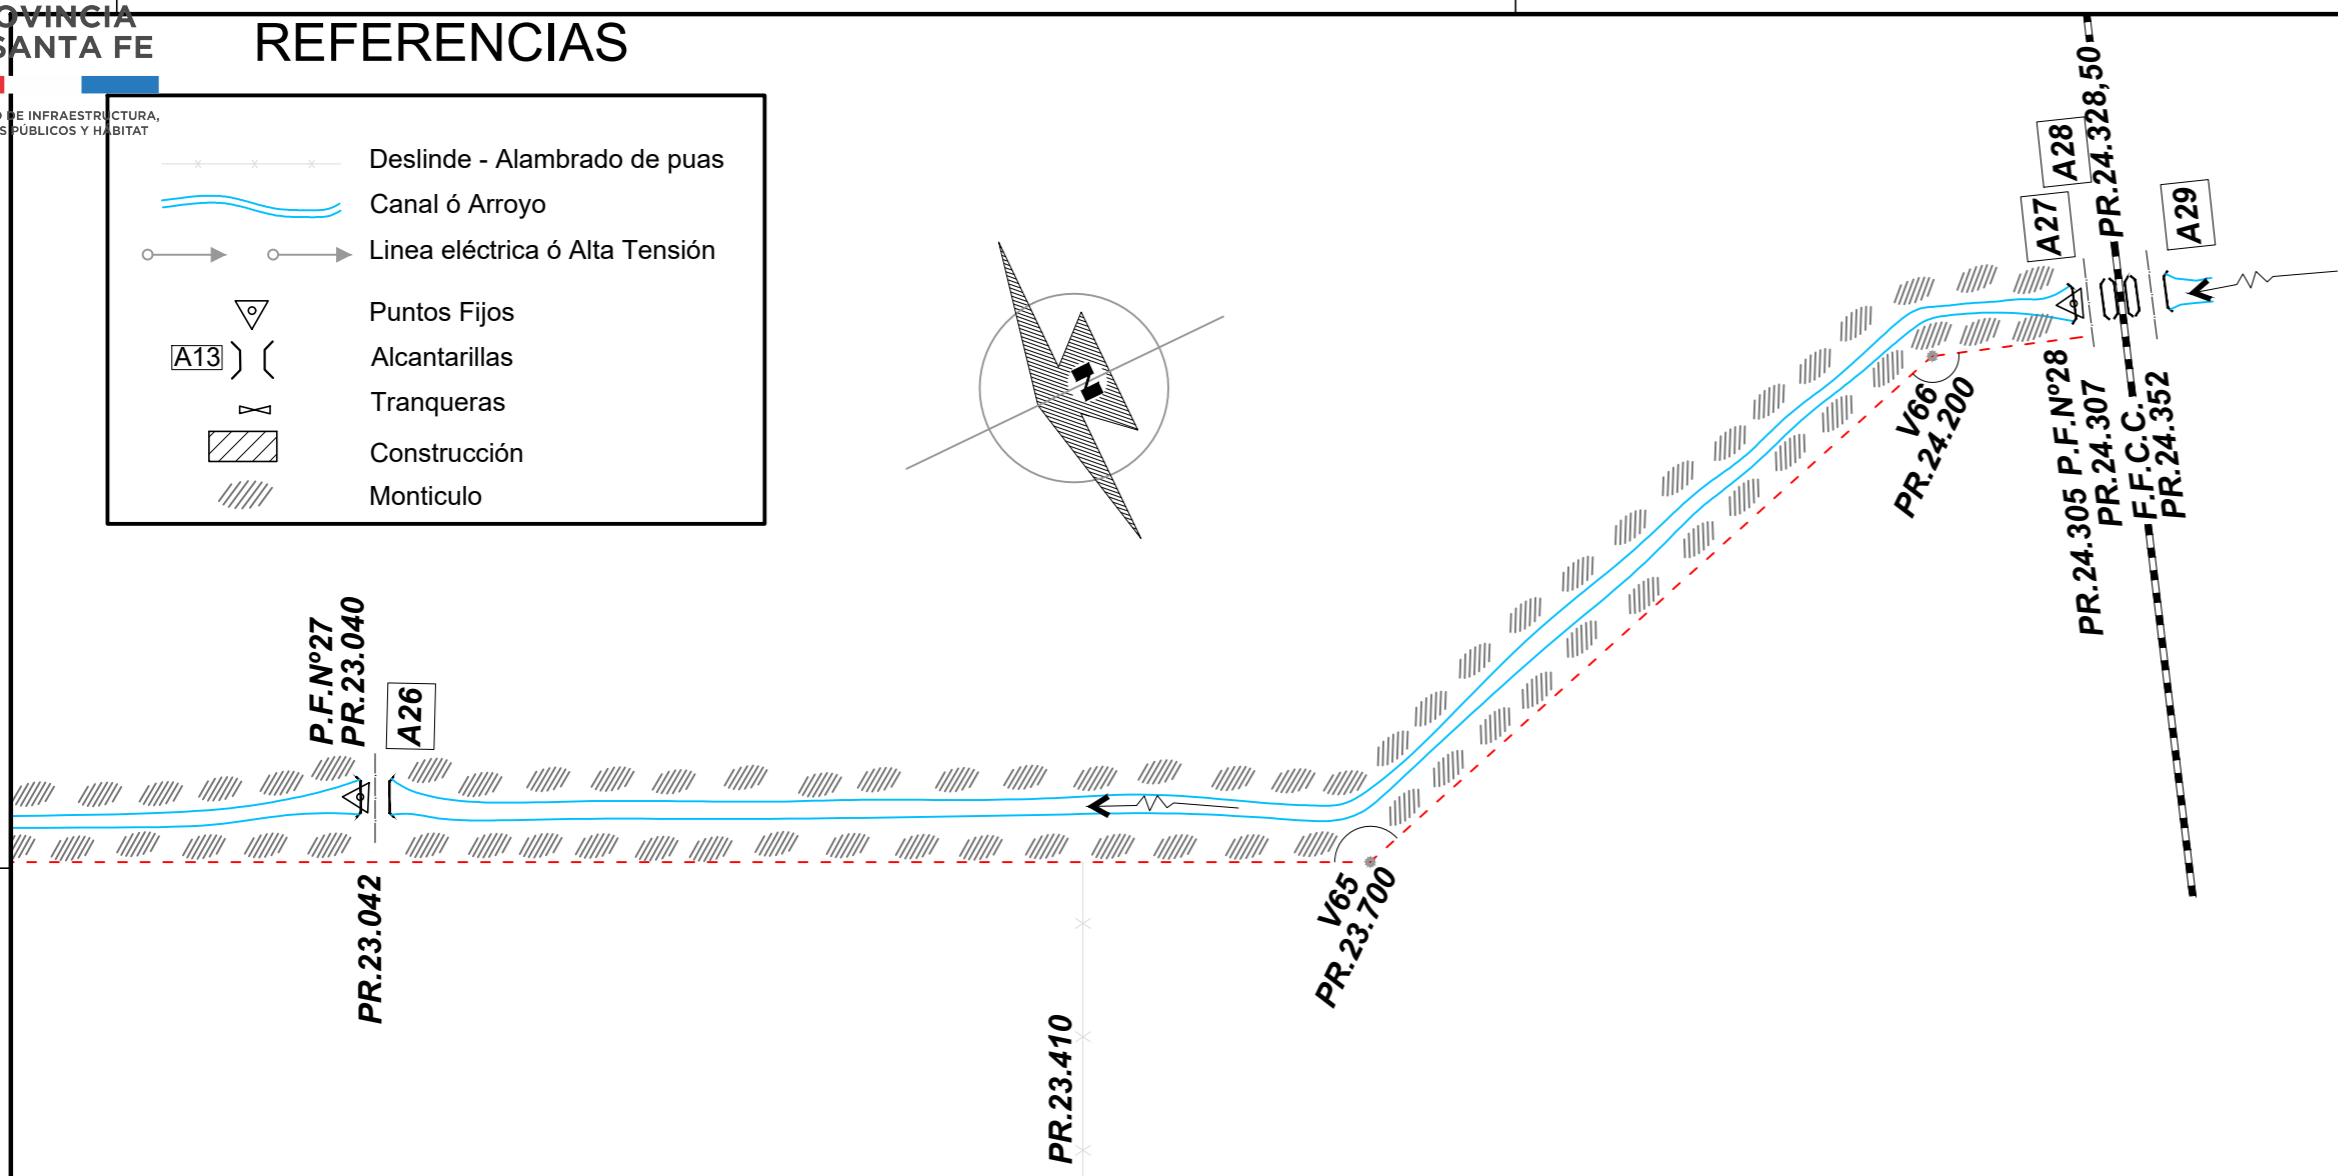 OVINCIA
SANTA FE
O DE INFRAESTRUCTURA,
S PÚBLICOS Y HÁBITAT
REFERENCIAS
Deslinde - Alambrado de puas
Canal ó Arroyo
Linea eléctrica ó Alta Tensión
Puntos Fijos
A13
Alcantarillas
Tranqueras
Construcción
Monticulo
P.F.Nº27
PR.23.040
A26
PR.23.042
PR.23.410
V65
PR.23.700
V66
PR.24.200
A27
A28
PR.24.328,50
A29
PR.24.305 P.F.Nº28
PR.24.307
F.F.C.C.
PR.24.352